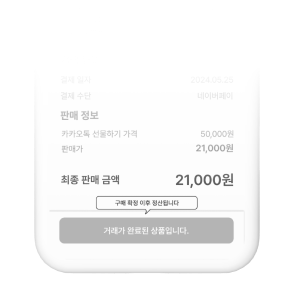 결제 일자 2024.05.25
결제 수단 네이버페이
판매 정보
카카오톡 선물하기 가격 50,000원
판매가 21,000원
최종 판매 금액 21,000원
구매 확정 이후 정산됩니다
거래가 완료된 상품입니다.